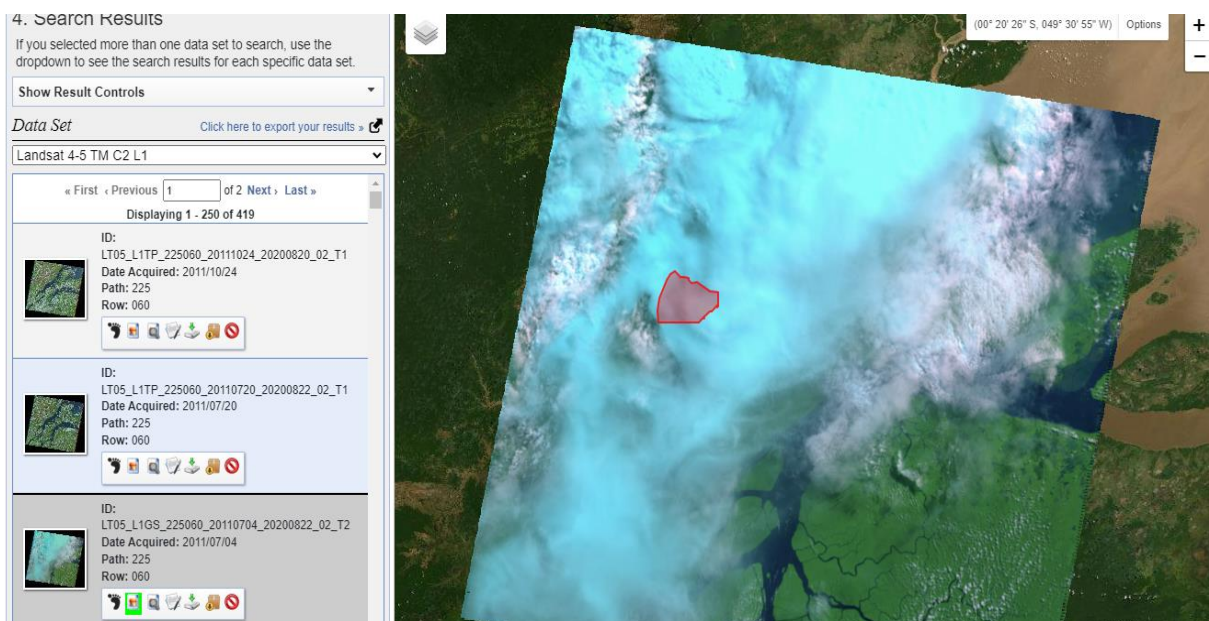 4. Search Results
If you selected more than one data set to search, use the
dropdown to see the search results for each specific data set.
Show Result Controls
Data Set
Click here to export your results »
Landsat 4-5 TM C2 L1
« First ‹ Previous 1 of 2 Next › Last »
Displaying 1 - 250 of 419
ID:
LT05_L1TP_225060_20111024_20200820_02_T1
Date Acquired: 2011/10/24
Path: 225
Row: 060
ID:
LT05_L1TP_225060_20110720_20200822_02_T1
Date Acquired: 2011/07/20
Path: 225
Row: 060
ID:
LT05_L1GS_225060_20110704_20200822_02_T2
Date Acquired: 2011/07/04
Path: 225
Row: 060
(00° 20' 26" S, 049° 30' 55" W)
Options
+
−